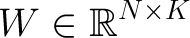 W ∈ ℝ^{N×K}